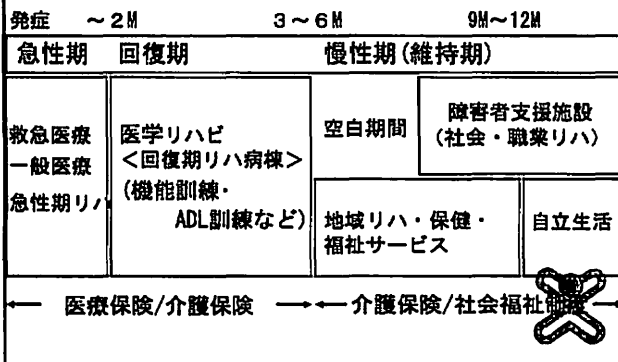 発症 ～2M 3～6M 9M～12M
急性期 回復期 慢性期(維持期)
救急医療
一般医療
急性期リハ
医学リハビ
＜回復期リハ病棟＞
(機能訓練・
ADL訓練など)
空白期間
障害者支援施設
(社会・職業リハ)
地域リハ・保健・
福祉サービス
自立生活
医療保険/介護保険 介護保険/社会福祉